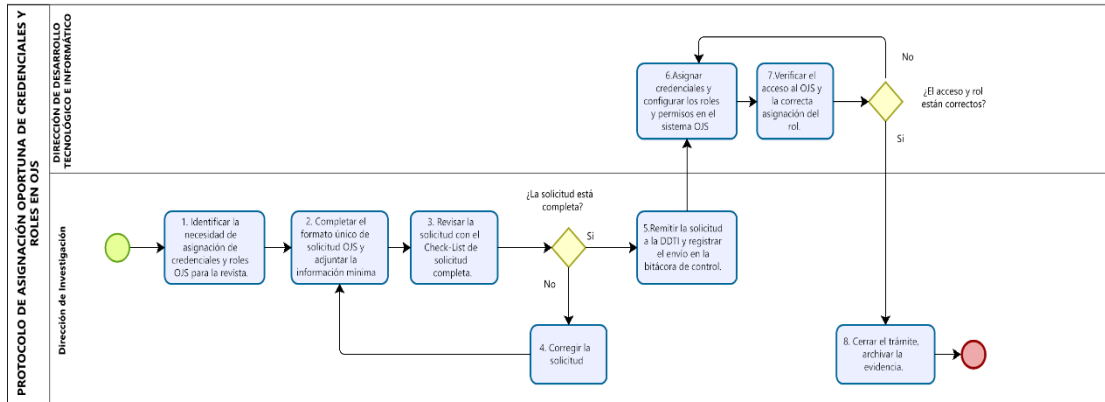 PROTOCOLO DE ASIGNACIÓN OPORTUNA DE CREDENCIALES Y
ROLES EN OJS
DIRECCIÓN DE DESARROLLO
TECNOLÓGICO E INFORMÁTICO
6.Asignar
credenciales y
configurar los roles
y permisos en el
sistema OJS
7.Verificar el
acceso al OJS y
la correcta
asignación del
rol.
No
¿El acceso y rol
están correctos?
Si
Dirección de Investigación
1. Identificar la
necesidad de
asignación de
credenciales y roles
OJS para la revista.
2. Completar el
formato único de
solicitud OJS y
adjuntar la
información mínima
3. Revisar la
solicitud con el
Check-List de
solicitud
completa.
¿La solicitud está
completa?
Si
No
4. Corregir la
solicitud
5.Remitir la solicitud
a la DDTI y registrar
el envío en la
bitácora de control.
8. Cerrar el trámite,
archivar la
evidencia.